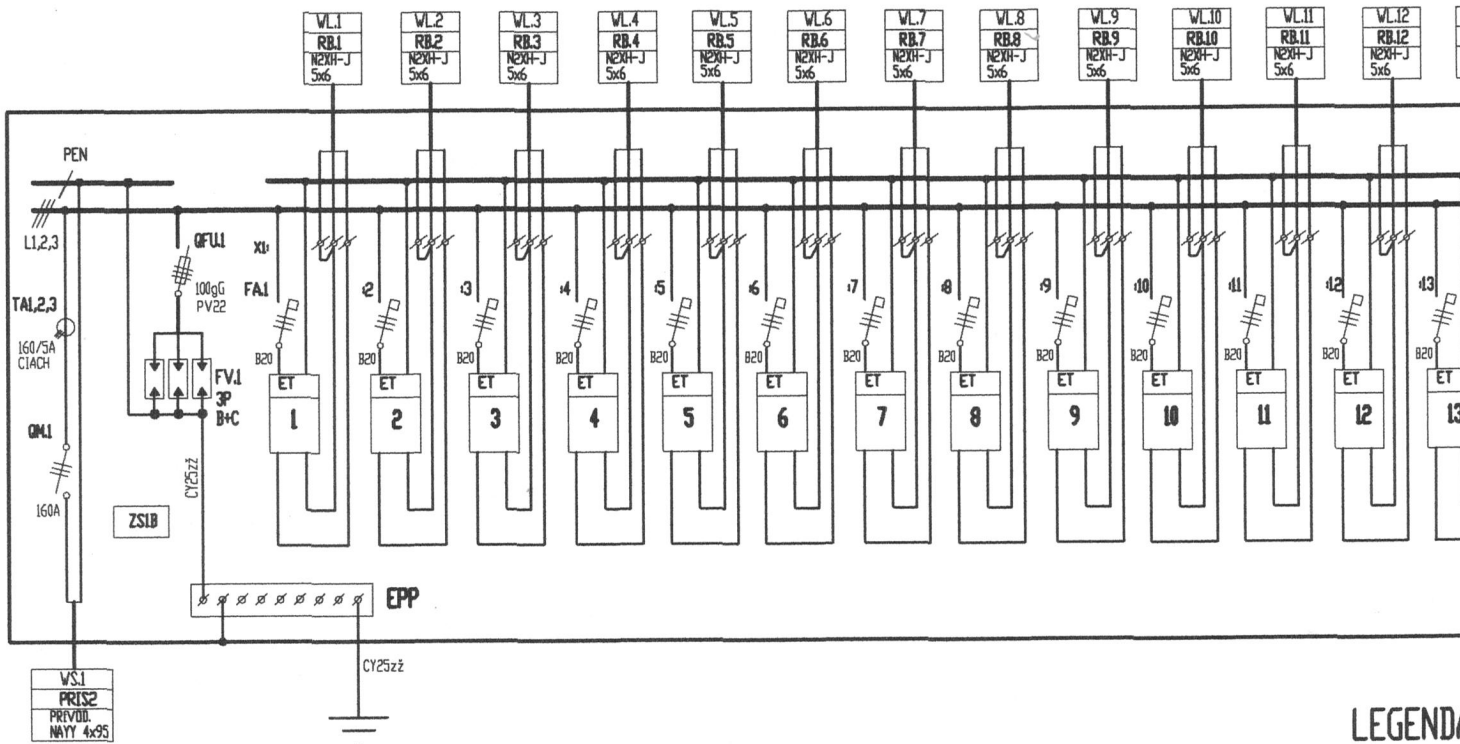 WL.1
RB.1
N2XH-J
5x6
WL.2
RB.2
N2XH-J
5x6
WL.3
RB.3
N2XH-J
5x6
WL.4
RB.4
N2XH-J
5x6
WL.5
RB.5
N2XH-J
5x6
WL.6
RB.6
N2XH-J
5x6
WL.7
RB.7
N2XH-J
5x6
WL.8
RB.8
N2XH-J
5x6
WL.9
RB.9
N2XH-J
5x6
WL.10
RB.10
N2XH-J
5x6
WL.11
RB.11
N2XH-J
5x6
WL.12
RB.12
N2XH-J
5x6
PEN
L1,2,3
QFU.1
100gG
PV22
X1:
TA1,2,3
160/5A
CIACH
FA.1
:2
:3
:4
:5
:6
:7
:8
:9
:10
:11
:12
:13
B20
B20
B20
B20
B20
B20
B20
B20
B20
B20
B20
B20
B20
FV.1
3P
B+C
ET
1
ET
2
ET
3
ET
4
ET
5
ET
6
ET
7
ET
8
ET
9
ET
10
ET
11
ET
12
ET
13
QM.1
160A
CY25zž
ZS1B
EPP
CY25zž
WS.1
PRIS2
PRIVOD.
NAYY 4x95
LEGENDA